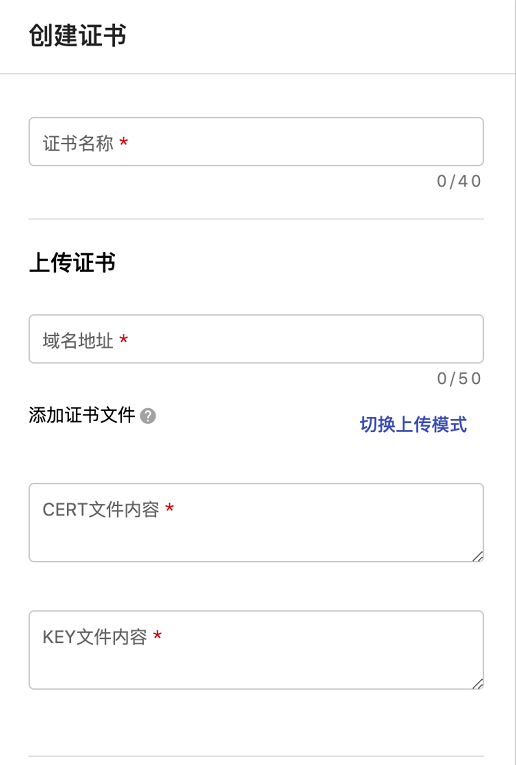 创建证书
证书名称 *
0/40
上传证书
域名地址 *
0/50
添加证书文件 ?
切换上传模式
CERT文件内容 *
KEY文件内容 *